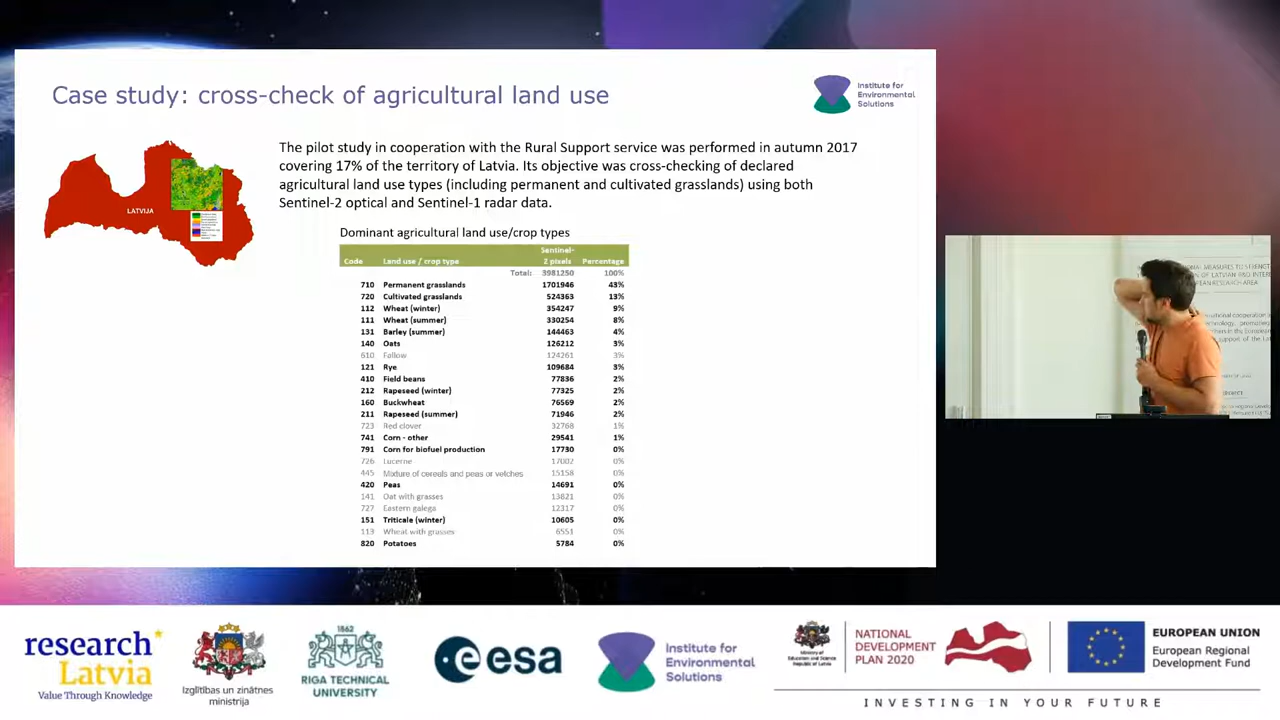 Case study: cross-check of agricultural land use
Institute for
Environmental
Solutions
The pilot study in cooperation with the Rural Support service was performed in autumn 2017
covering 17% of the territory of Latvia. Its objective was cross-checking of declared
agricultural land use types (including permanent and cultivated grasslands) using both
Sentinel-2 optical and Sentinel-1 radar data.
LATVIJA
Dominant agricultural land use/crop types
Code Land use / crop type Sentinel-2 pixels Percentage
Total: 3981250 100%
710 Permanent grasslands 1701946 43%
720 Cultivated grasslands 524363 13%
112 Wheat (winter) 354247 9%
111 Wheat (summer) 330254 8%
131 Barley (summer) 144463 4%
140 Oats 126212 3%
610 Fallow 124261 3%
121 Rye 109684 3%
410 Field beans 77836 2%
212 Rapeseed (winter) 77325 2%
160 Buckwheat 76569 2%
211 Rapeseed (summer) 71946 2%
723 Red clover 32768 1%
741 Corn - other 29541 1%
791 Corn for biofuel production 17730 0%
726 Lucerne 17002 0%
445 Mixture of cereals and peas or vetches 15158 0%
420 Peas 14691 0%
141 Oat with grasses 13821 0%
727 Eastern galega 12317 0%
151 Triticale (winter) 10605 0%
113 Wheat with grasses 6551 0%
820 Potatoes 5784 0%
research
Latvia
Value Through Knowledge
Izglītības un zinātnes
ministrija
1862
RIGA TECHNICAL
UNIVERSITY
esa
Institute for
Environmental
Solutions
Ministry of
Education and Science
Republic of Latvia
NATIONAL
DEVELOPMENT
PLAN 2020
EUROPEAN UNION
European Regional
Development Fund
INVESTING IN YOUR FUTURE